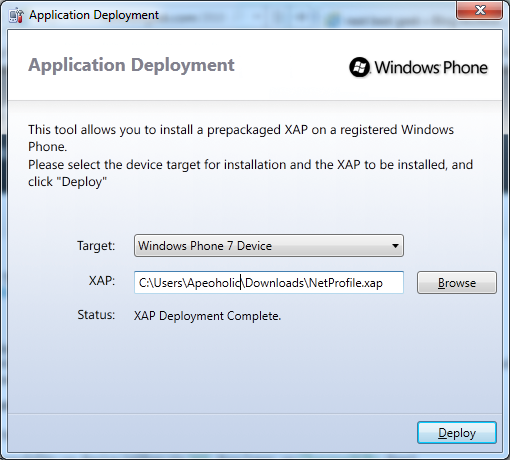 Application Deployment
Application Deployment
Windows Phone
This tool allows you to install a prepackaged XAP on a registered Windows
Phone.
Please select the device target for installation and the XAP to be installed, and
click "Deploy"
Target: Windows Phone 7 Device
XAP: C:\Users\Apeoholic\Downloads\NetProfile.xap Browse
Status: XAP Deployment Complete.
Deploy